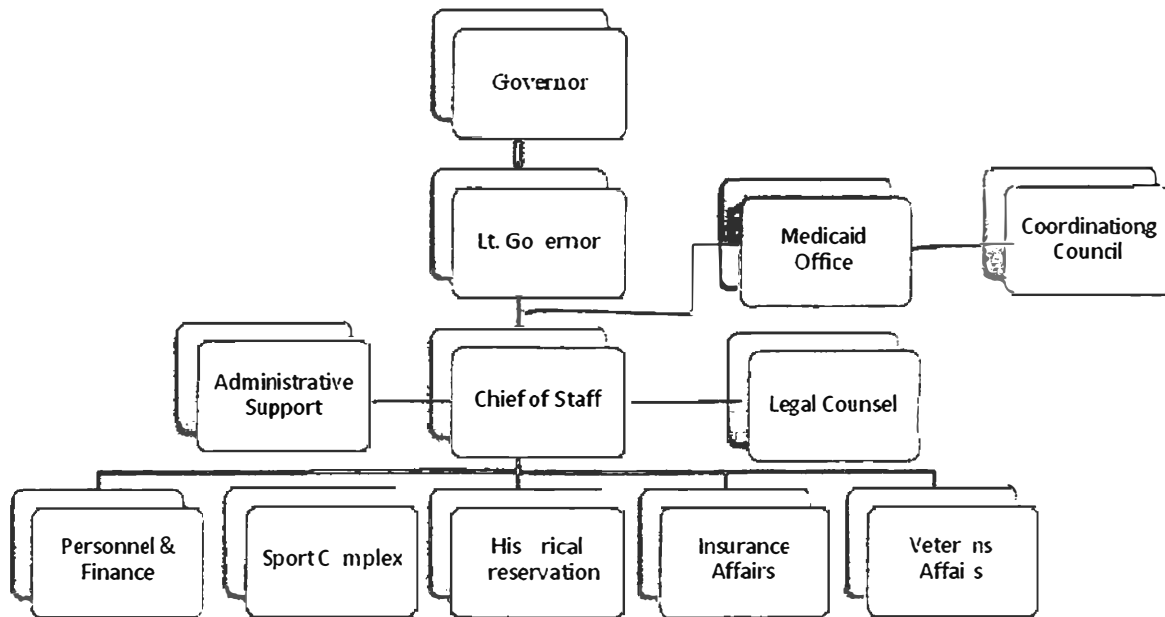 Governor
Lt. Go ernor
Medicaid
Office
Coordinationg
Council
Administrative
Support
Chief of Staff
Legal Counsel
Personnel &
Finance
Sport C mplex
His rical
reservation
Insurance
Affairs
Veter ns
Affai s